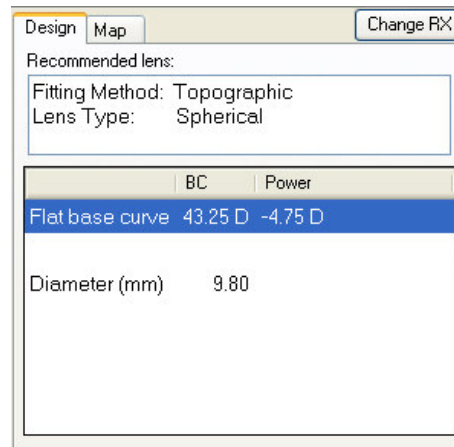 Design Map Change RX
Recommended lens:
Fitting Method: Topographic
Lens Type: Spherical
BC Power
Flat base curve 43.25 D -4.75 D
Diameter (mm) 9.80